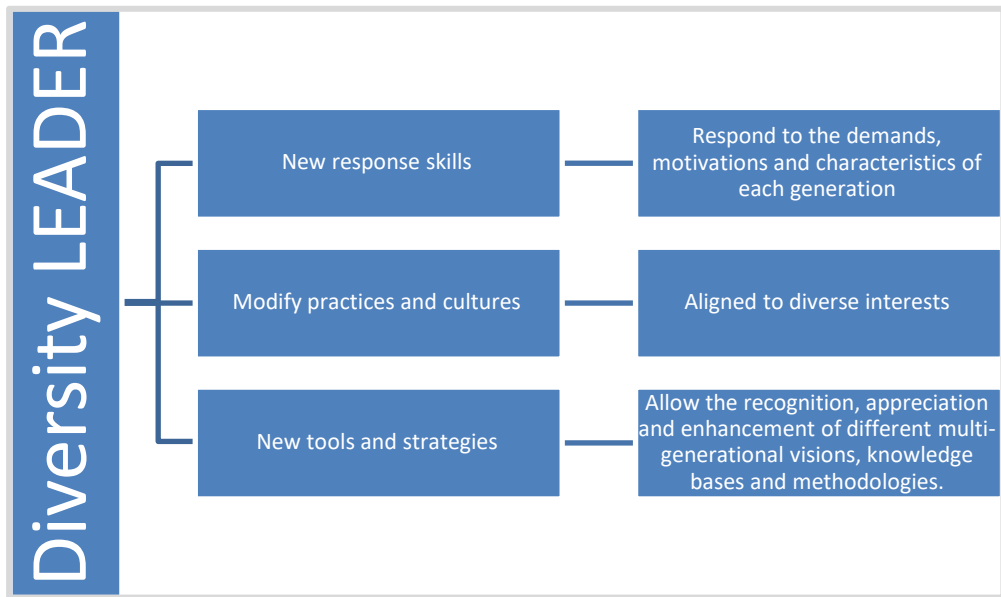 Diversity LEADER
New response skills
Respond to the demands,
motivations and characteristics of
each generation
Modify practices and cultures
Aligned to diverse interests
New tools and strategies
Allow the recognition, appreciation
and enhancement of different multi-
generational visions, knowledge
bases and methodologies.